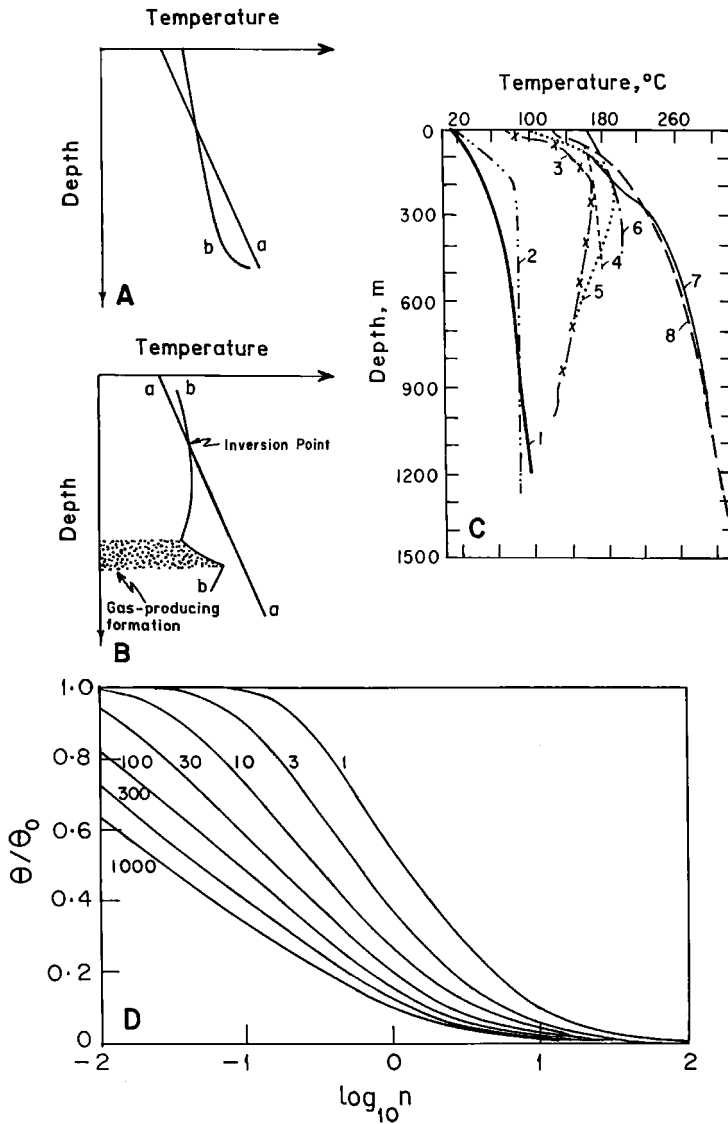 Temperature
Depth
b
a
A
Temperature
a
b
Inversion Point
Depth
b
Gas-producing
formation
a
B
Temperature, °C
20
100
180
260
0
300
600
900
1200
1500
Depth, m
3
2
6
4
5
7
8
1
C
1.0
0.8
0.6
0.4
0.2
0
θ/θ₀
100
30
10
3
1
300
1000
D
-2
-1
0
1
2
log₁₀n